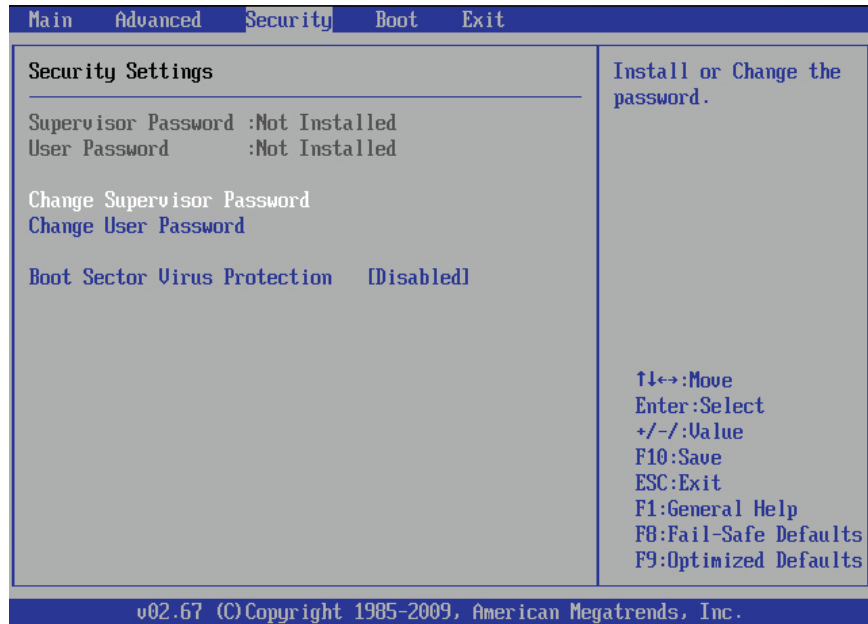 Main Advanced Security Boot Exit
Security Settings
Supervisor Password :Not Installed
User Password :Not Installed
Change Supervisor Password
Change User Password
Boot Sector Virus Protection [Disabled]
Install or Change the
password.
↑↓←→:Move
Enter:Select
+/-/:Value
F10:Save
ESC:Exit
F1:General Help
F8:Fail-Safe Defaults
F9:Optimized Defaults
v02.67 (C)Copyright 1985-2009, American Megatrends, Inc.